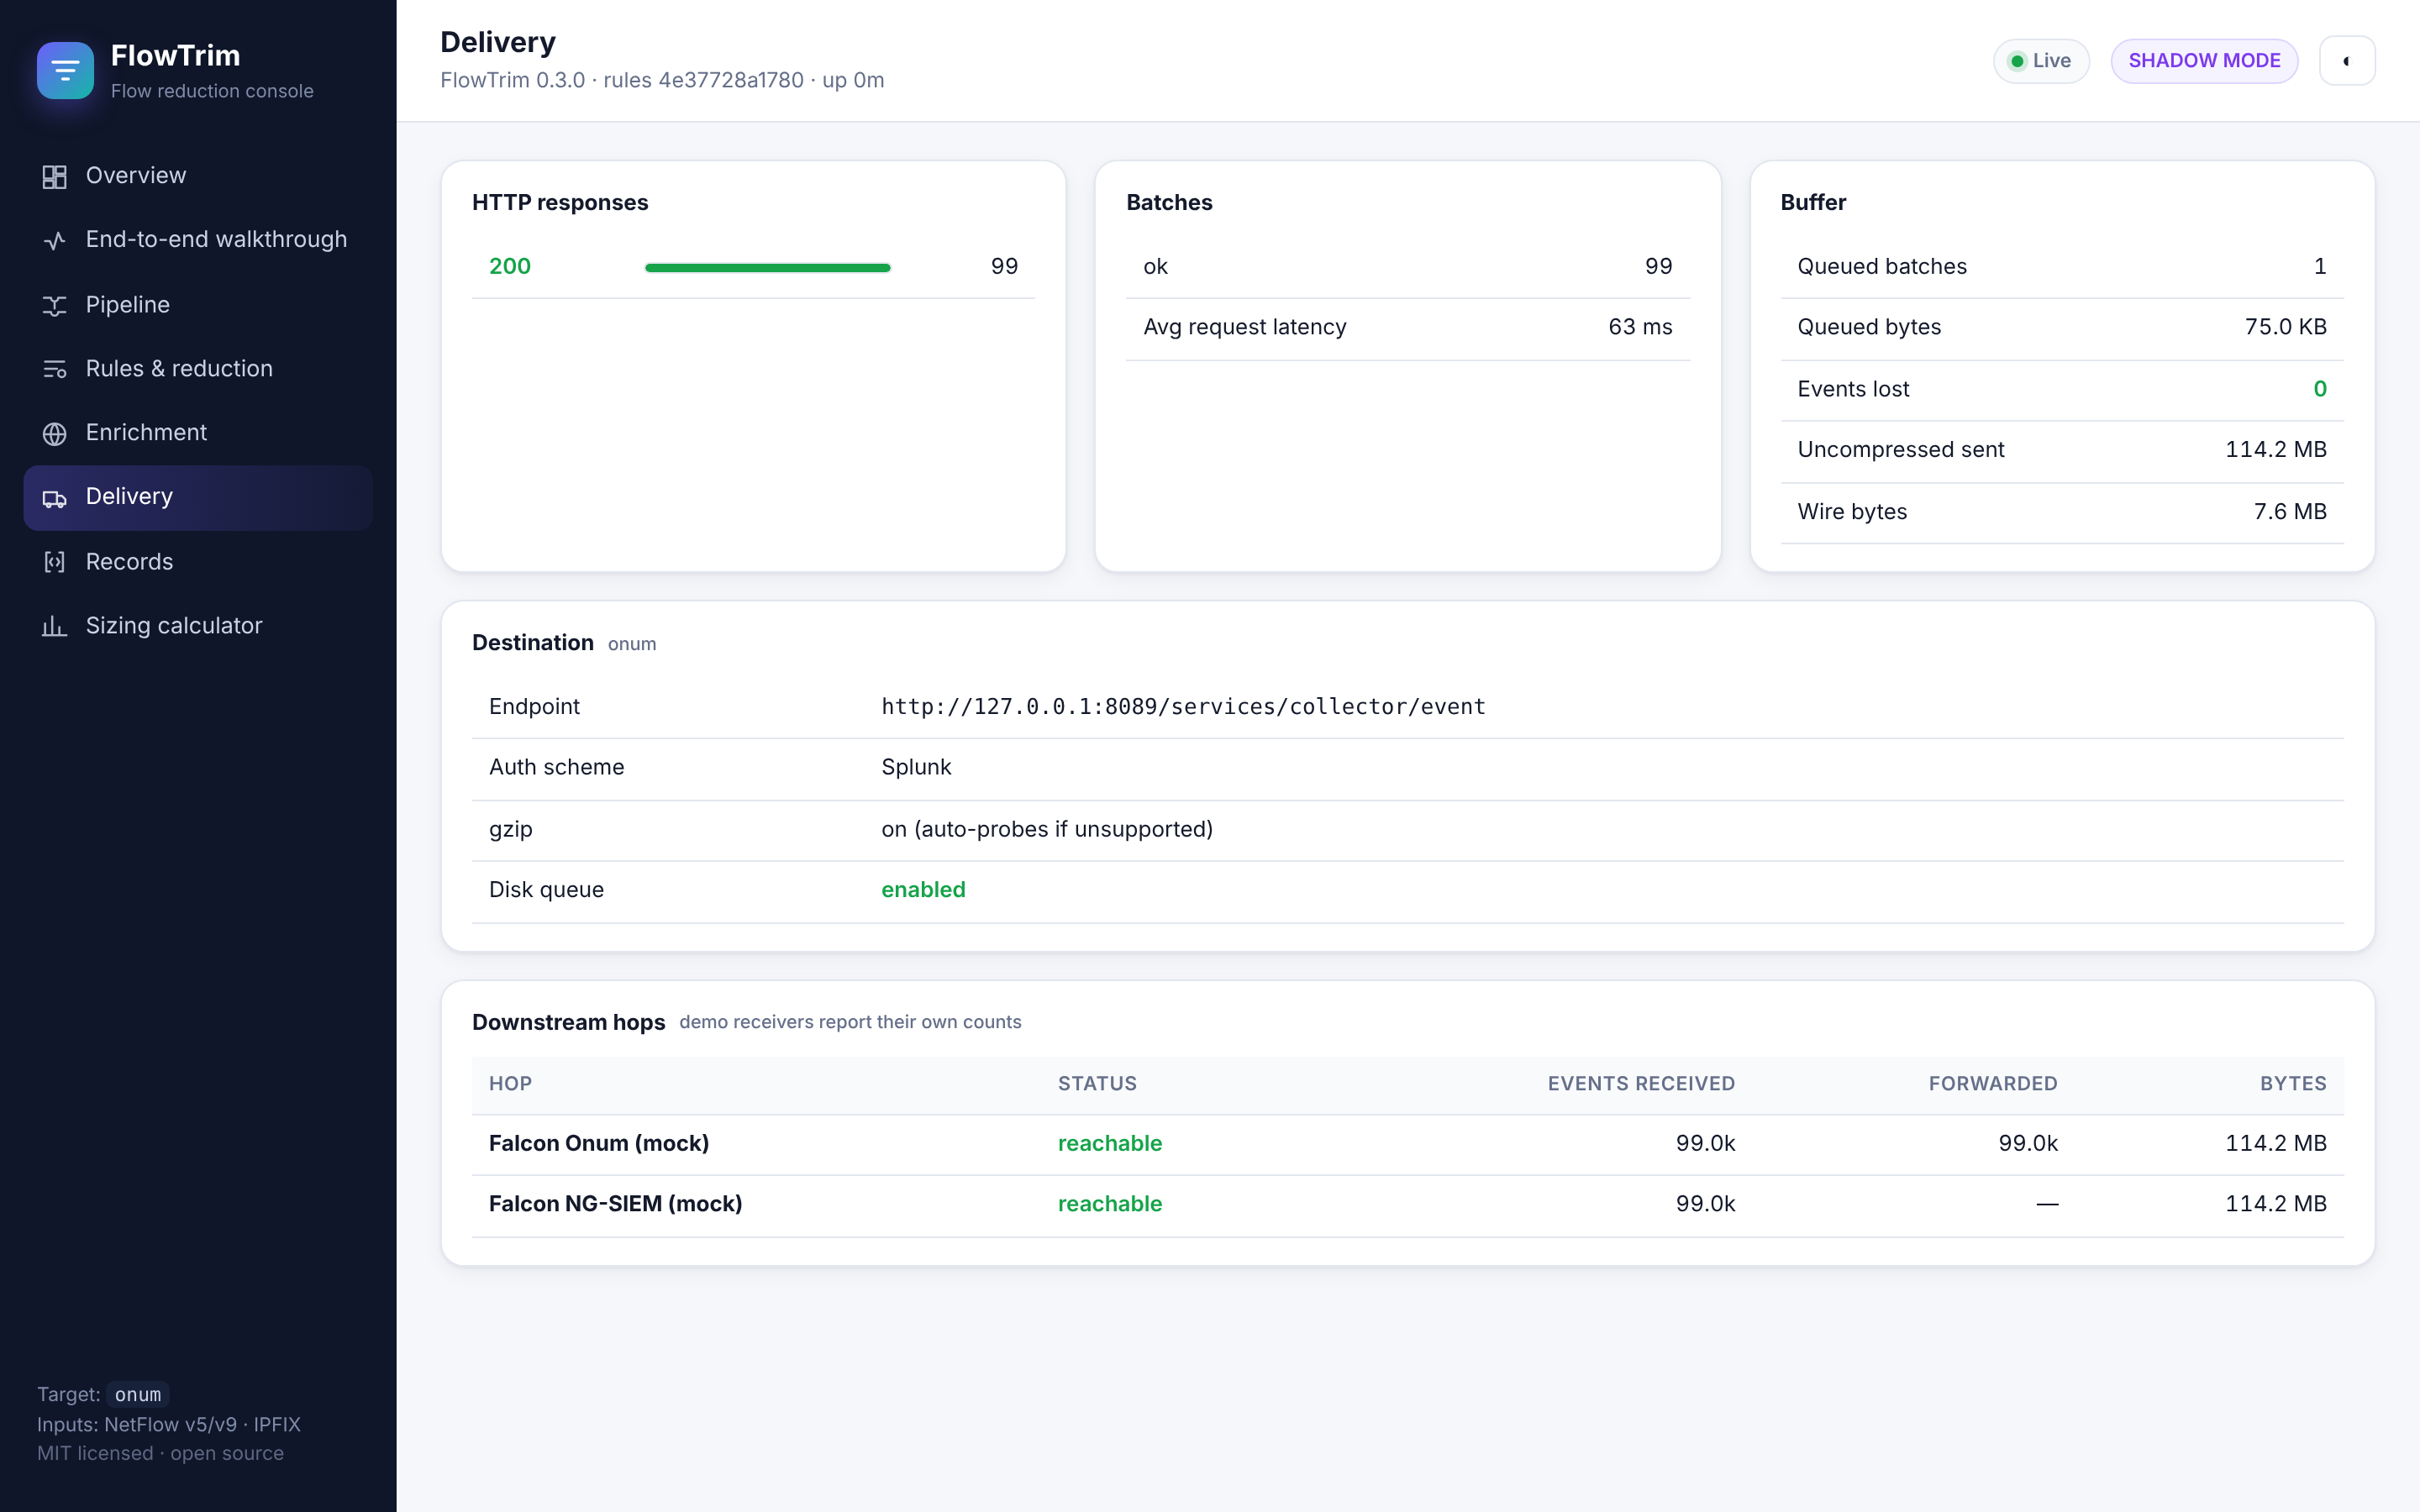 FlowTrim
Flow reduction console
Overview
End-to-end walkthrough
Pipeline
Rules & reduction
Enrichment
Delivery
Records
Sizing calculator
Target: onum
Inputs: NetFlow v5/v9 · IPFIX
MIT licensed · open source
Delivery
FlowTrim 0.3.0 · rules 4e37728a1780 · up 0m
Live
SHADOW MODE
HTTP responses
200 99
Batches
ok 99
Avg request latency 63 ms
Buffer
Queued batches 1
Queued bytes 75.0 KB
Events lost 0
Uncompressed sent 114.2 MB
Wire bytes 7.6 MB
Destination onum
Endpoint http://127.0.0.1:8089/services/collector/event
Auth scheme Splunk
gzip on (auto-probes if unsupported)
Disk queue enabled
Downstream hops demo receivers report their own counts
HOP STATUS EVENTS RECEIVED FORWARDED BYTES
Falcon Onum (mock) reachable 99.0k 99.0k 114.2 MB
Falcon NG-SIEM (mock) reachable 99.0k — 114.2 MB